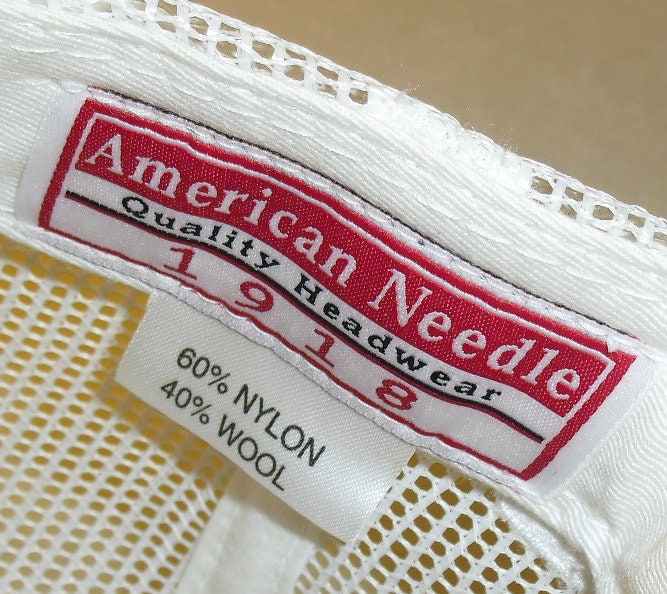 American Needle
Quality Headwear
1918
60% NYLON
40% WOOL